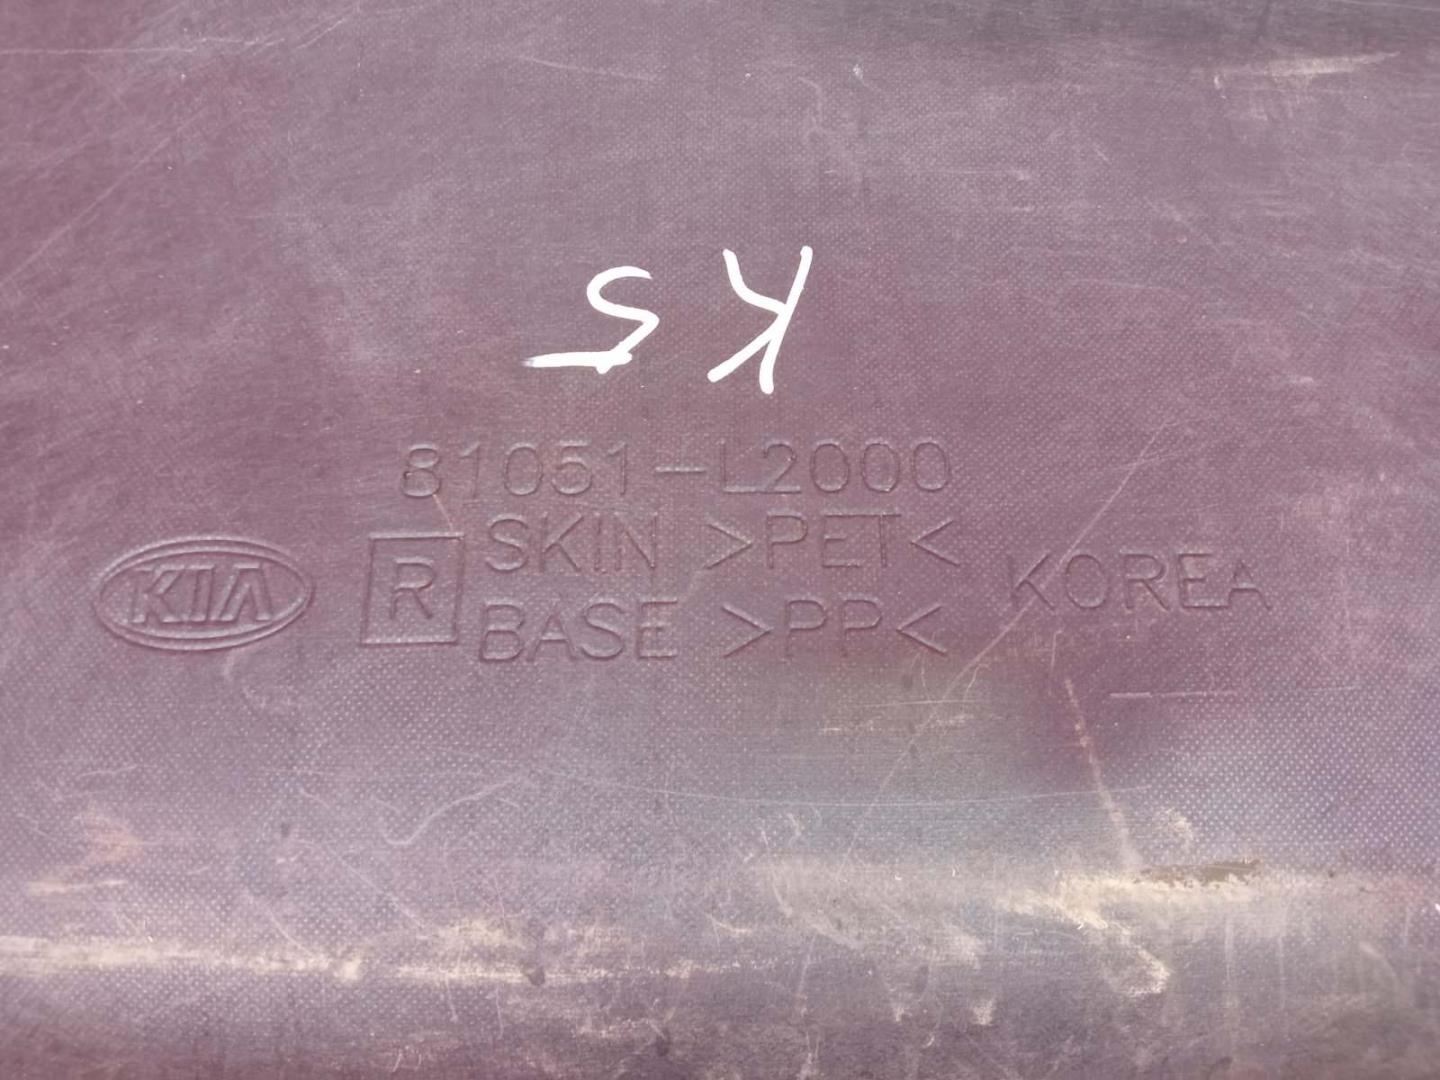 K5
81051-L2000
KIA
R
SKIN >PET<
BASE >PP<
KOREA